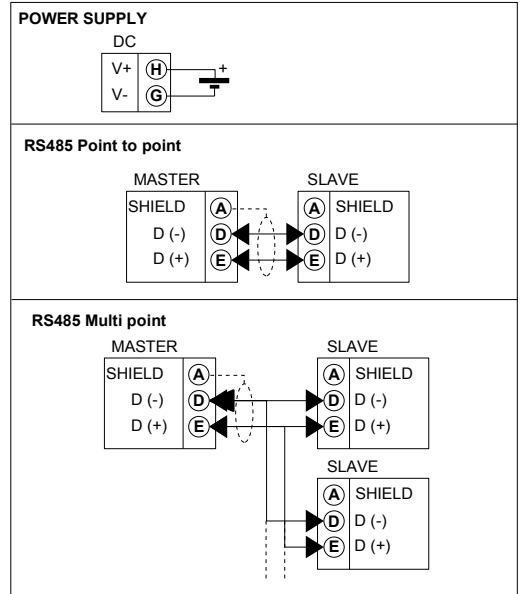 POWER SUPPLY
DC
V+ H +
V- G
RS485 Point to point
MASTER SLAVE
SHIELD A A SHIELD
D (-) D D D (-)
D (+) E E D (+)
RS485 Multi point
MASTER SLAVE
SHIELD A A SHIELD
D (-) D D D (-)
D (+) E E D (+)
SLAVE
A SHIELD
D D (-)
E D (+)